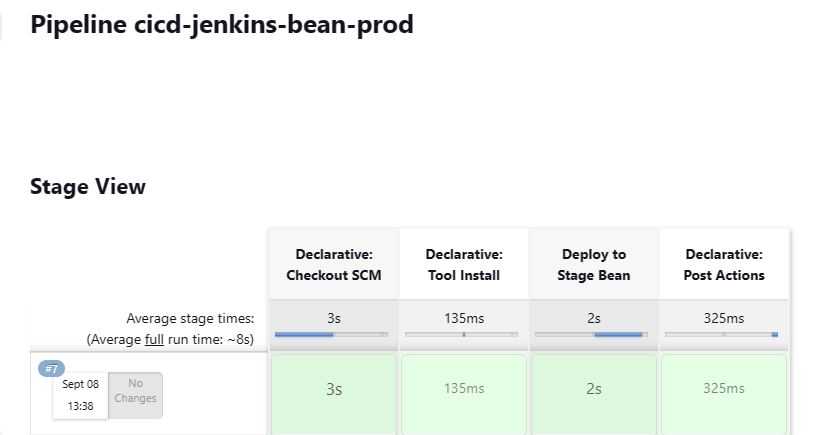 Pipeline cicd-jenkins-bean-prod
Stage View
Declarative: Checkout SCM
Declarative: Tool Install
Deploy to Stage Bean
Declarative: Post Actions
Average stage times:
(Average full run time: ~8s)
3s
135ms
2s
325ms
#7
Sept 08
13:38
No Changes
3s
135ms
2s
325ms